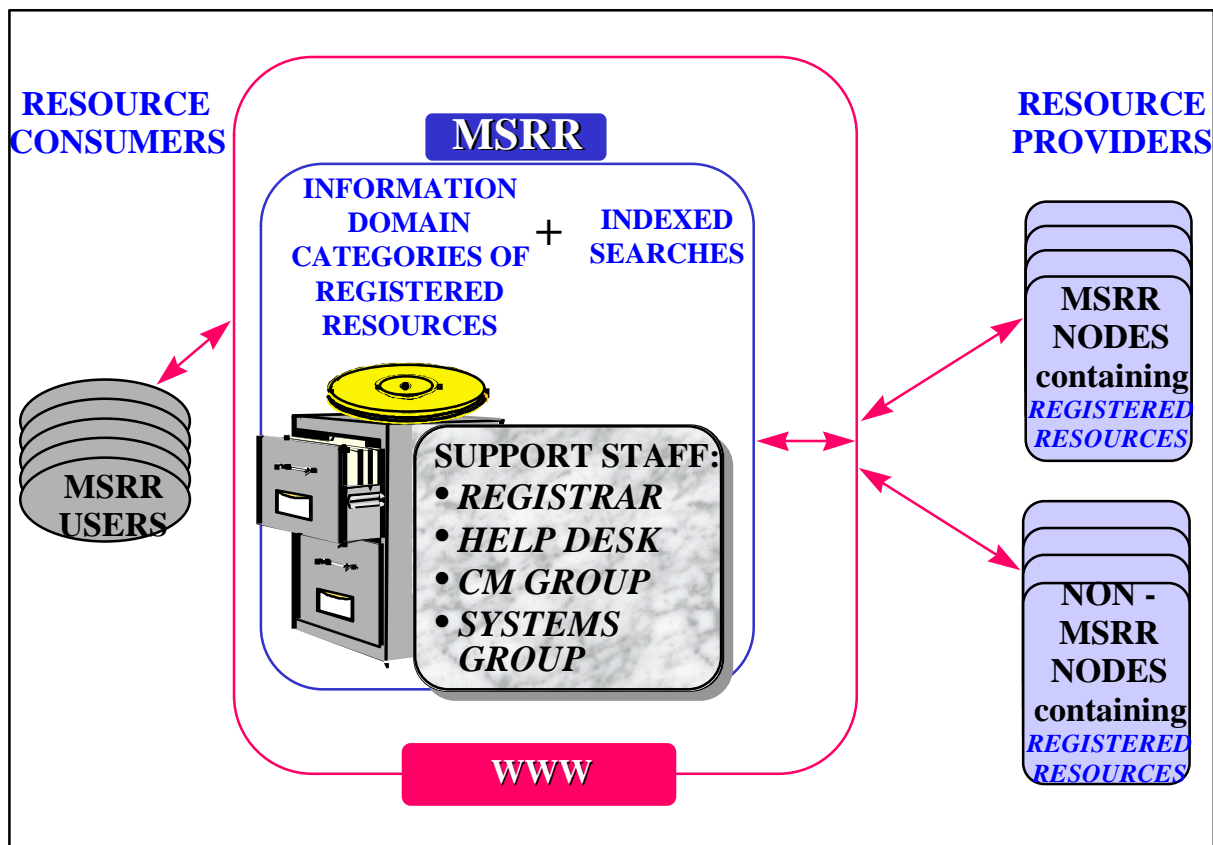 RESOURCE
CONSUMERS
MSRR
USERS
MSRR
INFORMATION
DOMAIN
CATEGORIES OF
REGISTERED
RESOURCES
+
INDEXED
SEARCHES
SUPPORT STAFF:
• REGISTRAR
• HELP DESK
• CM GROUP
• SYSTEMS
GROUP
WWW
RESOURCE
PROVIDERS
MSRR
NODES
containing
REGISTERED
RESOURCES
NON -
MSRR
NODES
containing
REGISTERED
RESOURCES